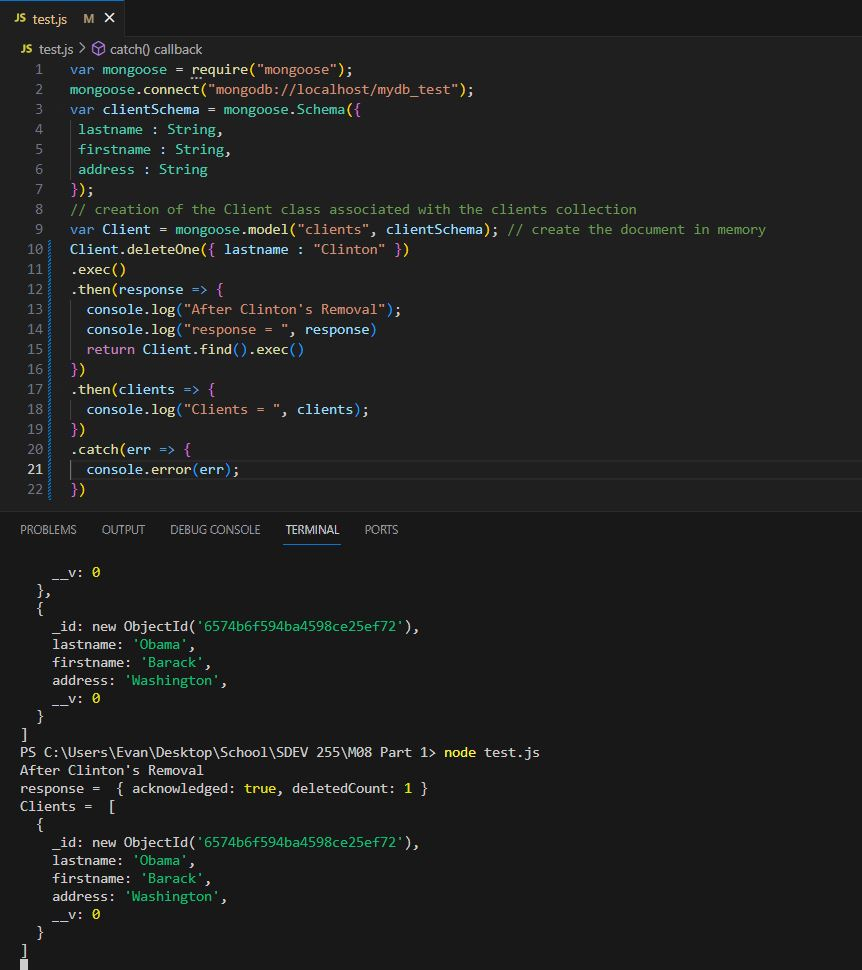 JS test.js M ×
JS test.js > catch() callback
1 var mongoose = require("mongoose");
2 mongoose.connect("mongodb://localhost/mydb_test");
3 var clientSchema = mongoose.Schema({
4  lastname : String,
5  firstname : String,
6  address : String
7 });
8 // creation of the Client class associated with the clients collection
9 var Client = mongoose.model("clients", clientSchema); // create the document in memory
10 Client.deleteOne({ lastname : "Clinton" })
11 .exec()
12 .then(response => {
13   console.log("After Clinton's Removal");
14   console.log("response = ", response)
15   return Client.find().exec()
16 })
17 .then(clients => {
18   console.log("Clients = ", clients);
19 })
20 .catch(err => {
21   console.error(err);
22 })
PROBLEMS OUTPUT DEBUG CONSOLE TERMINAL PORTS
    __v: 0
  },
  {
    _id: new ObjectId('6574b6f594ba4598ce25ef72'),
    lastname: 'Obama',
    firstname: 'Barack',
    address: 'Washington',
    __v: 0
  }
]
PS C:\Users\Evan\Desktop\School\SDEV 255\M08 Part 1> node test.js
After Clinton's Removal
response =  { acknowledged: true, deletedCount: 1 }
Clients =  [
  {
    _id: new ObjectId('6574b6f594ba4598ce25ef72'),
    lastname: 'Obama',
    firstname: 'Barack',
    address: 'Washington',
    __v: 0
  }
]